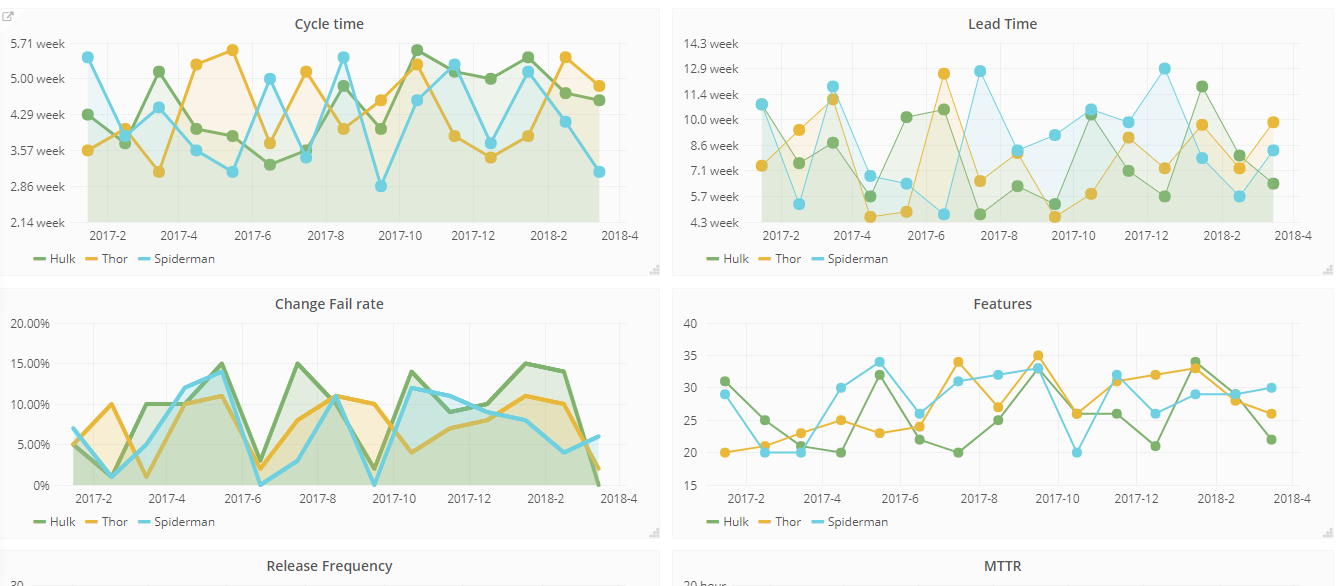 Cycle time
5.71 week
5.00 week
4.29 week
3.57 week
2.86 week
2.14 week
2017-2 2017-4 2017-6 2017-8 2017-10 2017-12 2018-2 2018-4
Hulk Thor Spiderman
Lead Time
14.3 week
12.9 week
11.4 week
10.0 week
8.6 week
7.1 week
5.7 week
4.3 week
2017-2 2017-4 2017-6 2017-8 2017-10 2017-12 2018-2 2018-4
Hulk Thor Spiderman
Change Fail rate
20.00%
15.00%
10.00%
5.00%
0%
2017-2 2017-4 2017-6 2017-8 2017-10 2017-12 2018-2 2018-4
Hulk Thor Spiderman
Features
40
35
30
25
20
15
2017-2 2017-4 2017-6 2017-8 2017-10 2017-12 2018-2 2018-4
Hulk Thor Spiderman
Release Frequency
30
MTTR
20 hour